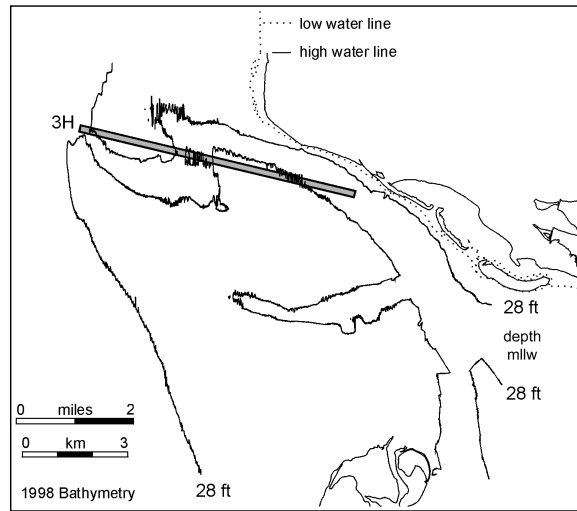 low water line
high water line
3H
28 ft
depth
mllw
28 ft
0 miles 2
0 km 3
28 ft
1998 Bathymetry